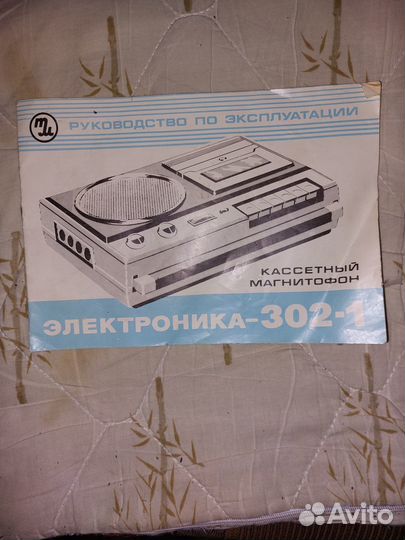 РУКОВОДСТВО ПО ЭКСПЛУАТАЦИИ
КАССЕТНЫЙ
МАГНИТОФОН
ЭЛЕКТРОНИКА-302-1
Avito